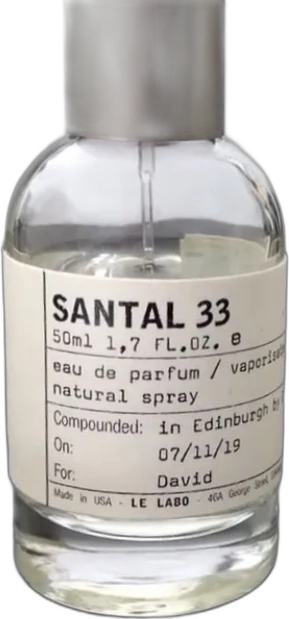 SANTAL 33
50ml 1,7 FL.OZ. e
eau de parfum / vaporis
natural spray
Compounded: in Edinburgh by
On: 07/11/19
For: David
Made in USA - LE LABO - 46A George Street,